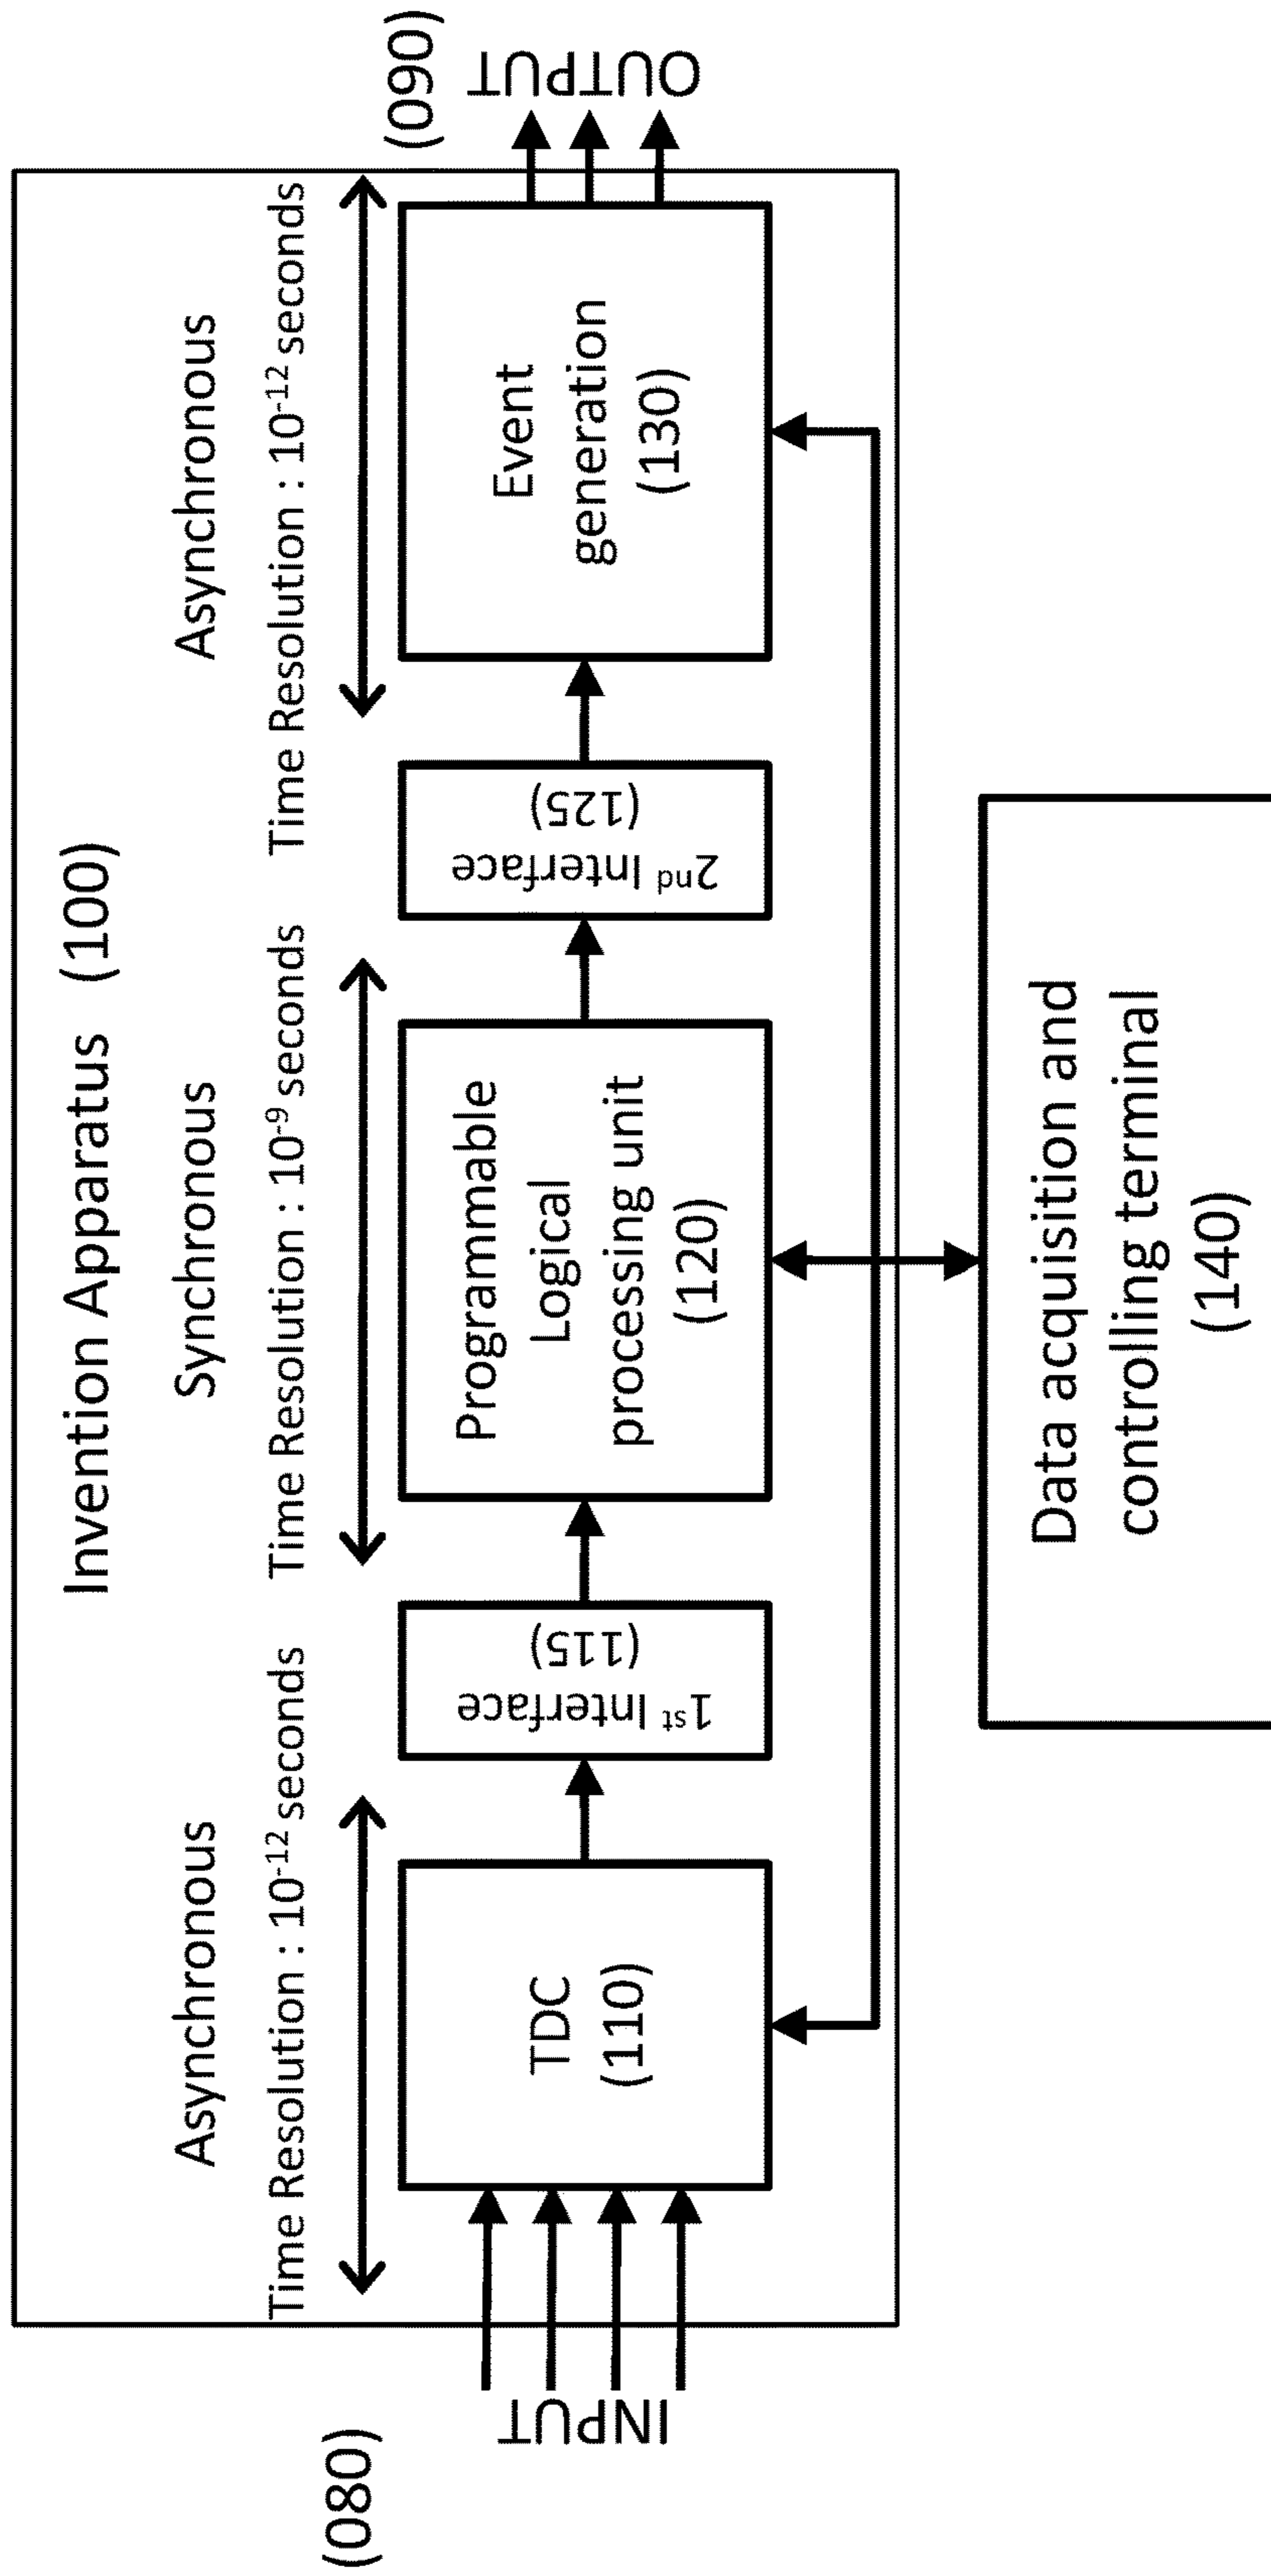 Invention Apparatus (100)
Asynchronous
Synchronous
Asynchronous
Time Resolution : 10⁻¹² seconds
Time Resolution : 10⁻⁹ seconds
Time Resolution : 10⁻¹² seconds
(080)
INPUT
TDC
(110)
1st Interface
(115)
Programmable
Logical
processing unit
(120)
2nd Interface
(125)
Event
generation
(130)
(090)
OUTPUT
Data acquisition and
controlling terminal
(140)